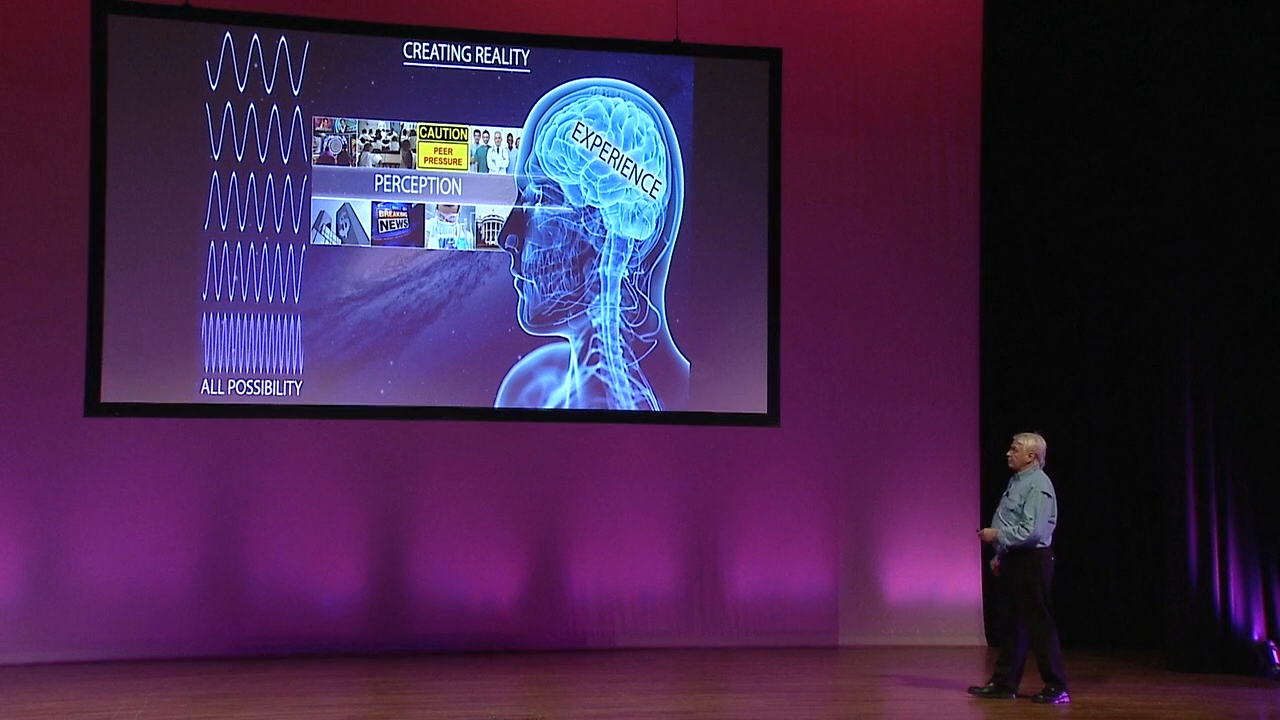 CREATING REALITY
CAUTION
PEER
PRESSURE
EXPERIENCE
PERCEPTION
BREAKING
NEWS
ALL POSSIBILITY